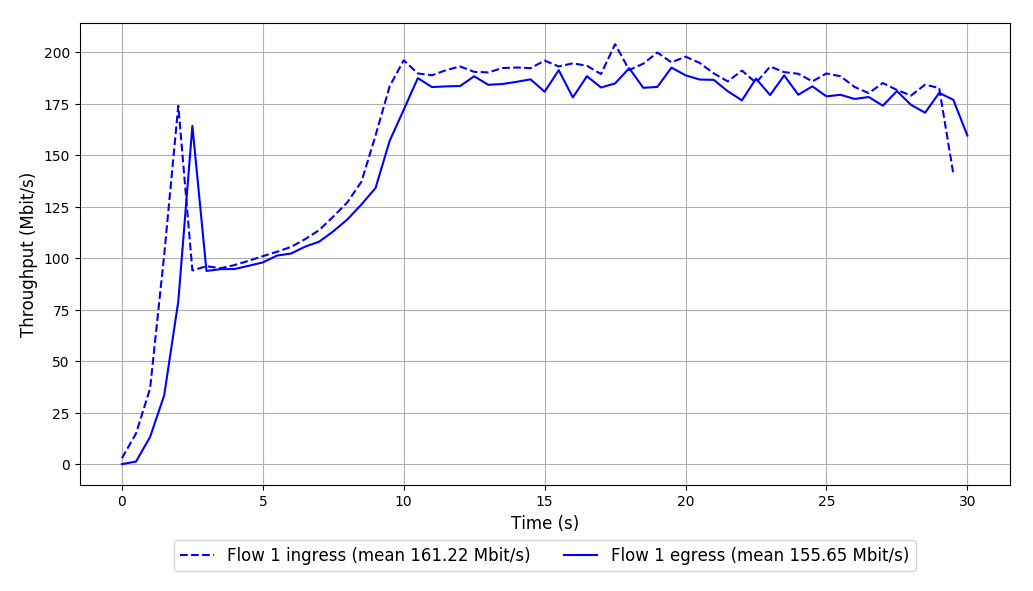 200
175
150
125
100
75
50
25
0
Throughput (Mbit/s)
0 5 10 15 20 25 30
Time (s)
Flow 1 ingress (mean 161.22 Mbit/s) Flow 1 egress (mean 155.65 Mbit/s)